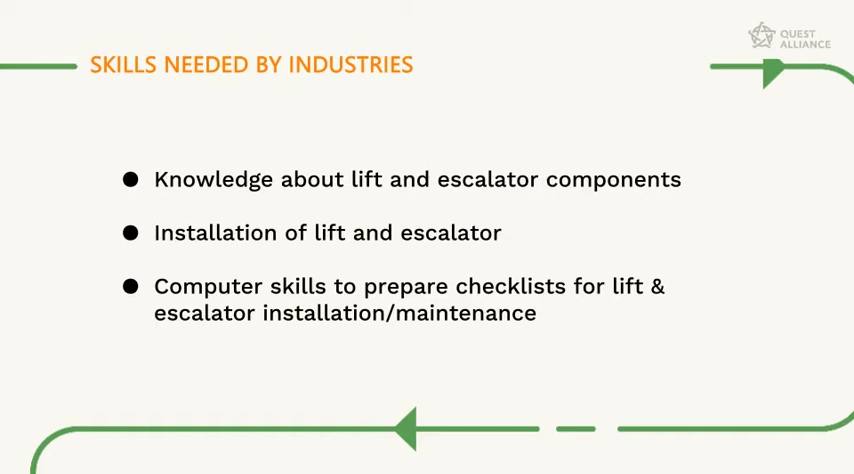 QUEST
ALLIANCE
SKILLS NEEDED BY INDUSTRIES
● Knowledge about lift and escalator components
● Installation of lift and escalator
● Computer skills to prepare checklists for lift &
escalator installation/maintenance